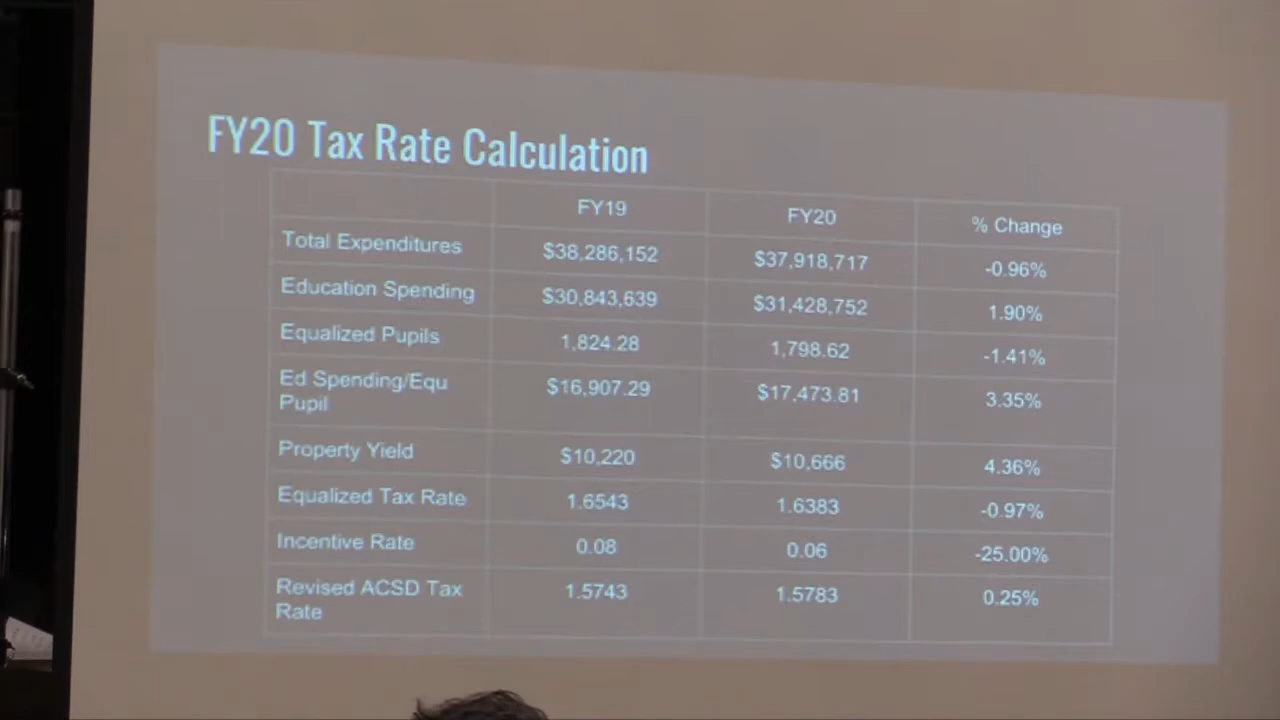 FY20 Tax Rate Calculation
FY19 FY20 % Change
Total Expenditures $38,286,152 $37,918,717 -0.96%
Education Spending $30,843,639 $31,428,752 1.90%
Equalized Pupils 1,824.28 1,798.62 -1.41%
Ed Spending/Equ
Pupil $16,907.29 $17,473.81 3.35%
Property Yield $10,220 $10,666 4.36%
Equalized Tax Rate 1.6543 1.6383 -0.97%
Incentive Rate 0.08 0.06 -25.00%
Revised ACSD Tax
Rate 1.5743 1.5783 0.25%